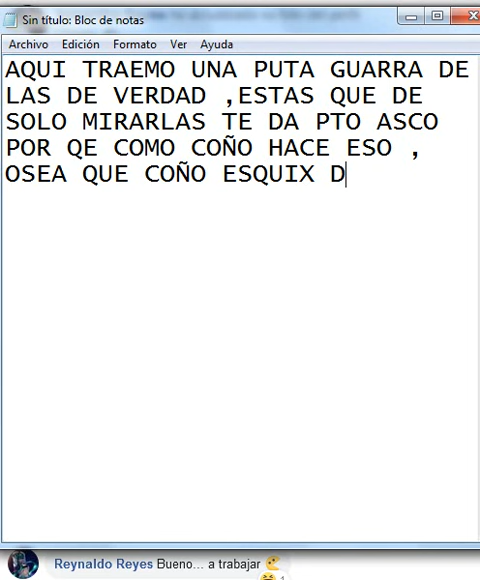 Sin título: Bloc de notas
Archivo Edición Formato Ver Ayuda
AQUI TRAEMO UNA PUTA GUARRA DE
LAS DE VERDAD ,ESTAS QUE DE
SOLO MIRARLAS TE DA PTO ASCO
POR QE COMO COÑO HACE ESO ,
OSEA QUE COÑO ESQUIX D
Reynaldo Reyes Bueno... a trabajar